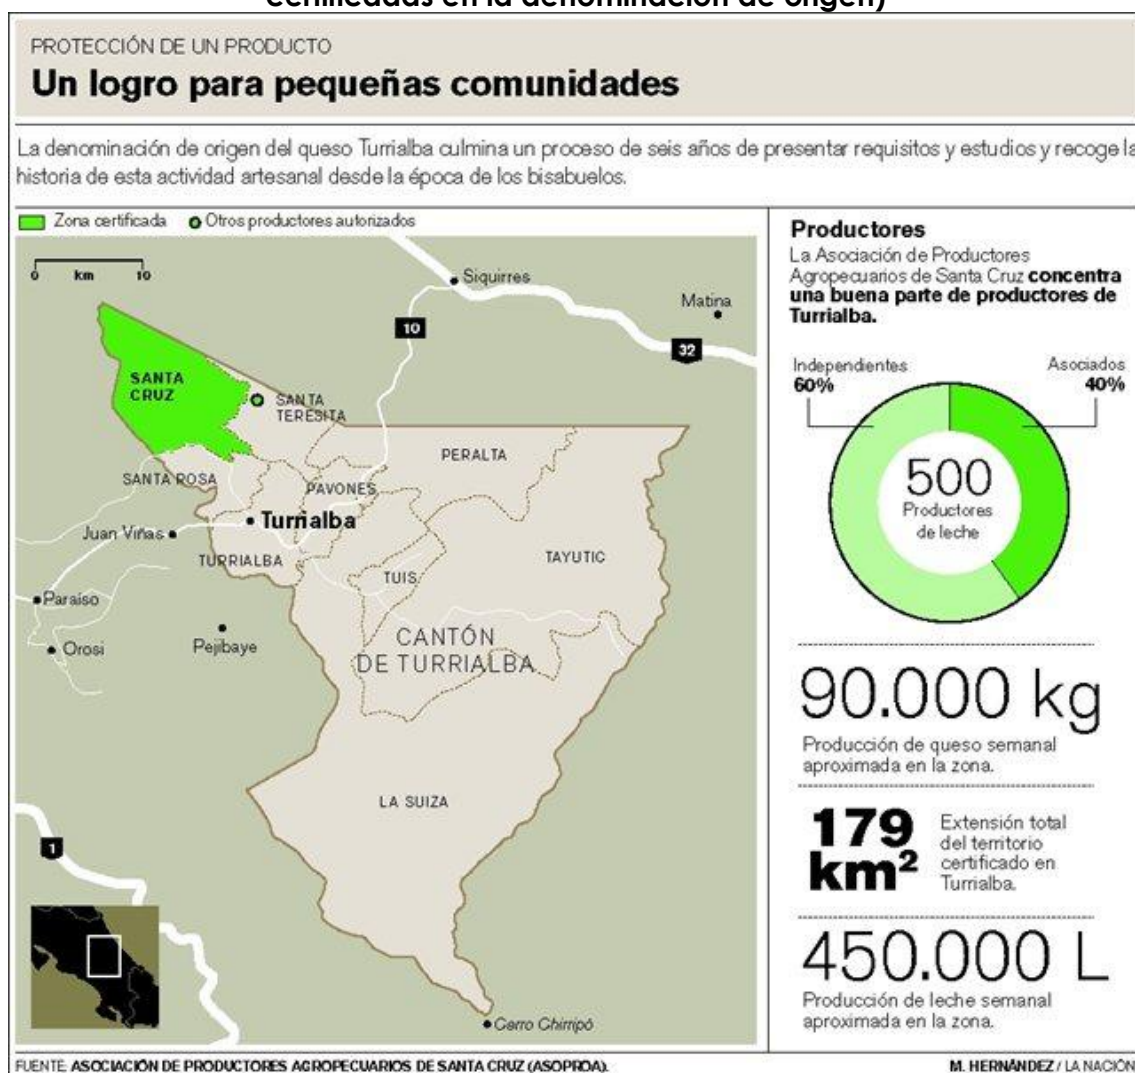 certificadas en la denominación de origen)
PROTECCIÓN DE UN PRODUCTO
Un logro para pequeñas comunidades
La denominación de origen del queso Turrialba culmina un proceso de seis años de presentar requisitos y estudios y recoge la
historia de esta actividad artesanal desde la época de los bisabuelos.
Zona certificada
Otros productores autorizados
0 km 10
Siquirres
Matina
10
32
SANTA
CRUZ
SANTA
TERESITA
PERALTA
SANTA ROSA
PAVONES
Turrialba
Juan Viñas
TURRIALBA
TUIS
TAYUTIC
Paraíso
Orosi
Pejibaye
CANTÓN
DE TURRIALBA
LA SUIZA
1
Cerro Chirripó
Productores
La Asociación de Productores
Agropecuarios de Santa Cruz concentra
una buena parte de productores de
Turrialba.
Independientes
60%
Asociados
40%
500
Productores
de leche
90.000 kg
Producción de queso semanal
aproximada en la zona.
179
km²
Extensión total
del territorio
certificado en
Turrialba.
450.000 L
Producción de leche semanal
aproximada en la zona.
FUENTE: ASOCIACIÓN DE PRODUCTORES AGROPECUARIOS DE SANTA CRUZ (ASOPROA).
M. HERNÁNDEZ / LA NACIÓN